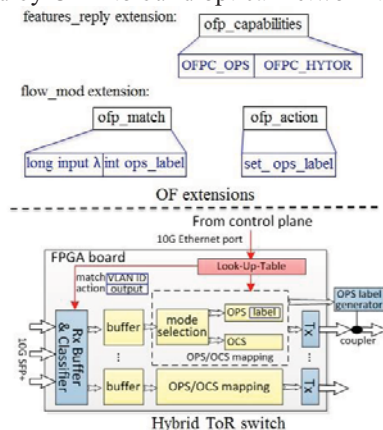 features_reply extension:
ofp_capabilities
OFPC_OPS OFPC_HYTOR
flow_mod extension:
ofp_match ofp_action
long input λ int ops_label set_ ops_label
OF extensions
From control plane
10G Ethernet port
FPGA board
Look-Up-Table
match VLAN ID
action output
OPS label generator
10G SFP+
Rx Buffer & Classifier
buffer
mode selection
OPS label
OCS
Tx
coupler
OPS/OCS mapping
buffer
OPS/OCS mapping
Tx
Hybrid ToR switch